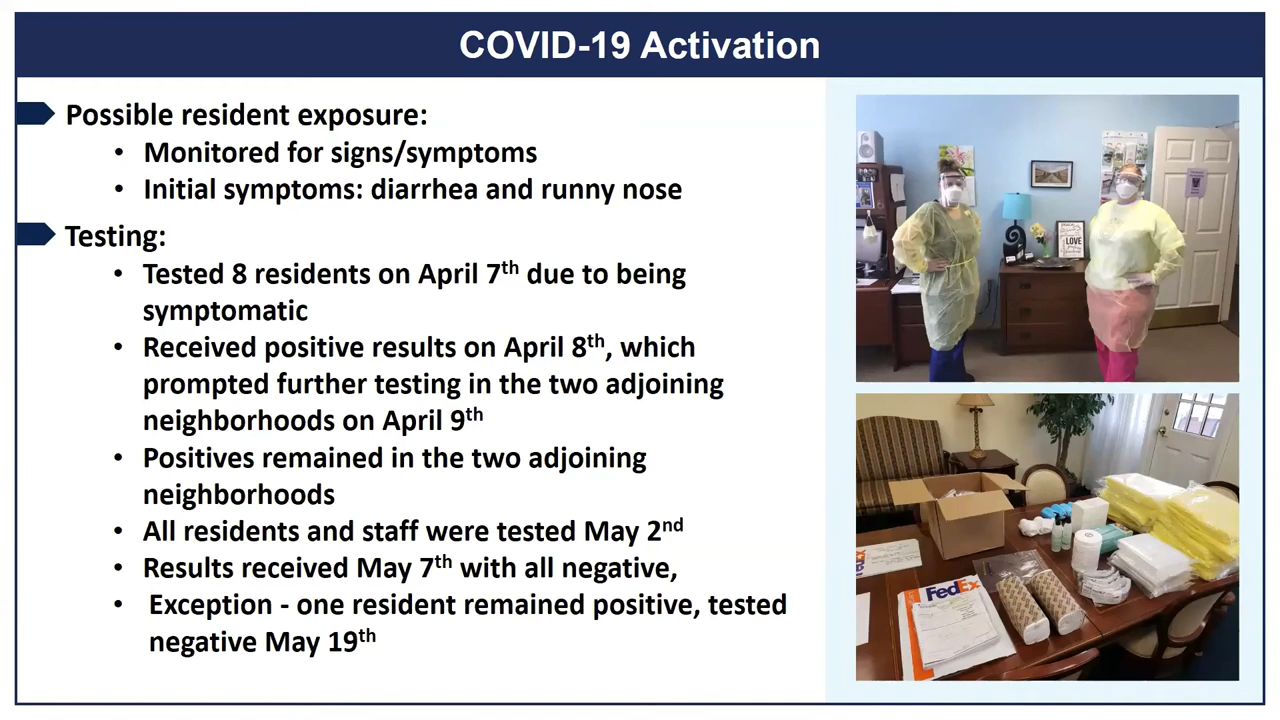 COVID-19 Activation
Possible resident exposure:
• Monitored for signs/symptoms
• Initial symptoms: diarrhea and runny nose
Testing:
• Tested 8 residents on April 7th due to being
symptomatic
• Received positive results on April 8th, which
prompted further testing in the two adjoining
neighborhoods on April 9th
• Positives remained in the two adjoining
neighborhoods
• All residents and staff were tested May 2nd
• Results received May 7th with all negative,
• Exception - one resident remained positive, tested
negative May 19th
LOVE
FedEx